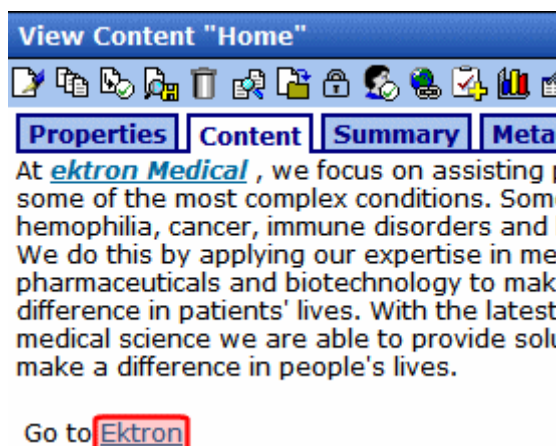 View Content "Home"
Properties Content Summary Meta
At ektron Medical , we focus on assisting
some of the most complex conditions. Som
hemophilia, cancer, immune disorders and
We do this by applying our expertise in me
pharmaceuticals and biotechnology to mak
difference in patients' lives. With the latest
medical science we are able to provide solu
make a difference in people's lives.
Go to Ektron